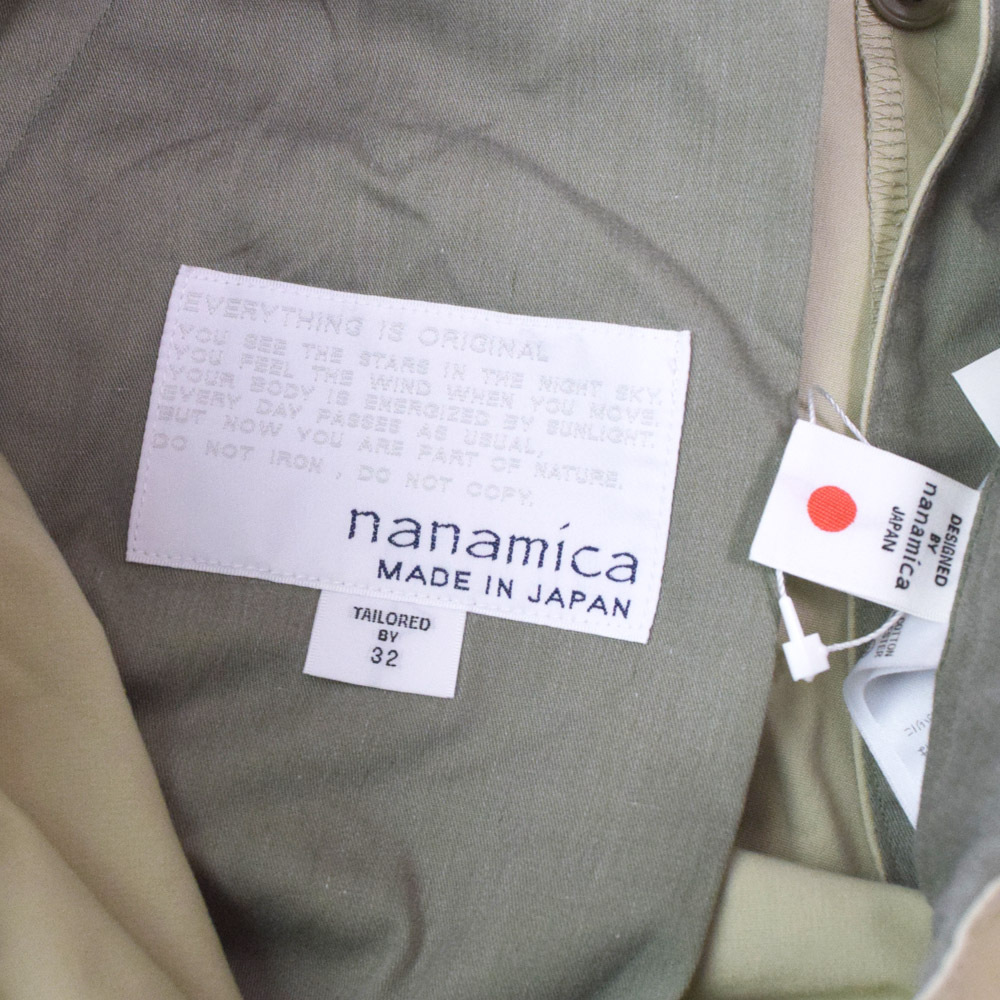 EVERYTHING IS ORIGINAL
YOU SEE THE STARS IN THE NIGHT SKY.
YOU FEEL THE WIND WHEN YOU MOVE.
YOUR BODY IS ENERGIZED BY SUNLIGHT.
EVERY DAY PASSES AS USUAL,
BUT NOW YOU ARE PART OF NATURE.
DO NOT IRON , DO NOT COPY.
nanamica
MADE IN JAPAN
TAILORED
BY
32
DESIGNED
BY
nanamica
JAPAN
COTTON